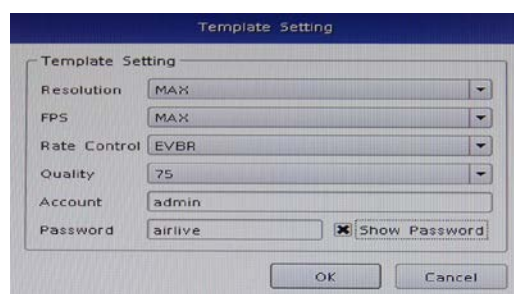 Template Setting
Template Setting
Resolution MAX
FPS MAX
Rate Control EVBR
Quality 75
Account admin
Password airlive Show Password
OK Cancel